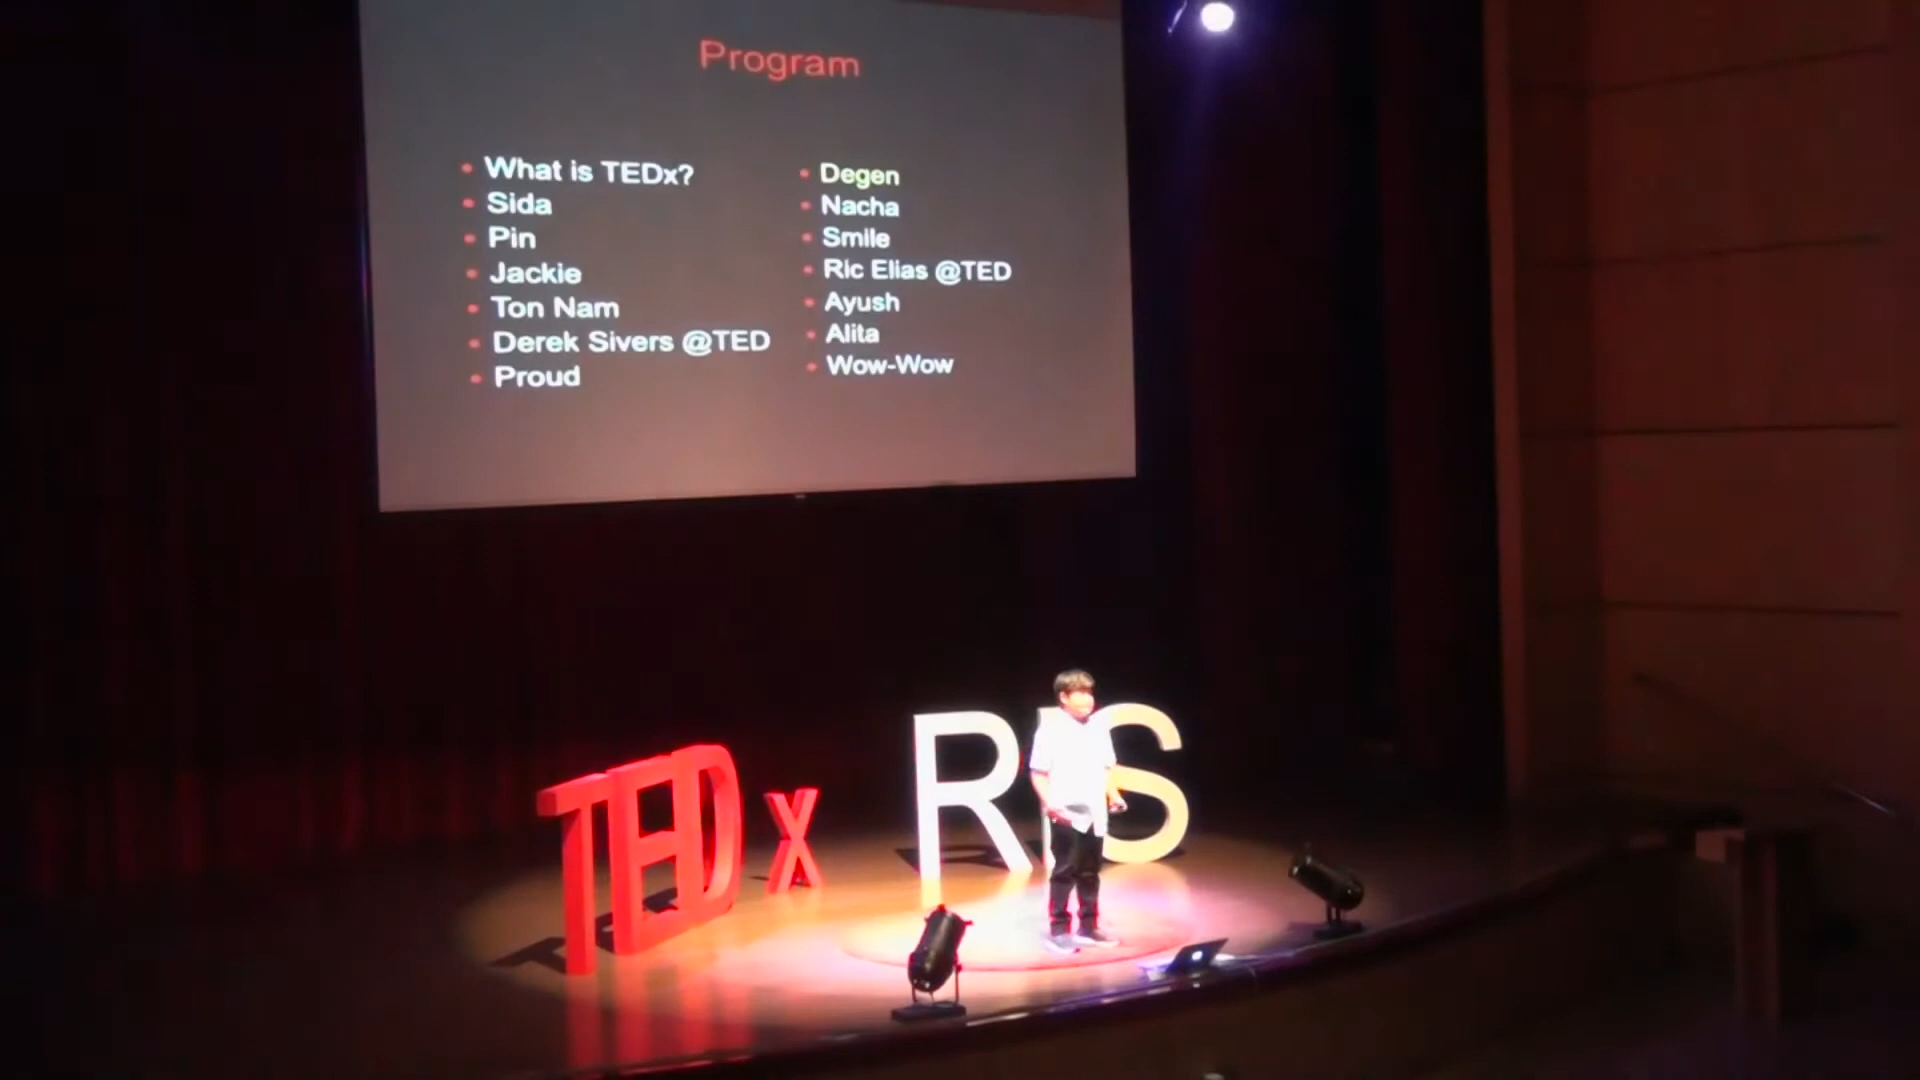 Program
What is TEDx?
Sida
Pin
Jackie
Ton Nam
Derek Sivers @TED
Proud
Degen
Nacha
Smile
Ric Elias @TED
Ayush
Alita
Wow-Wow
TEDx R S